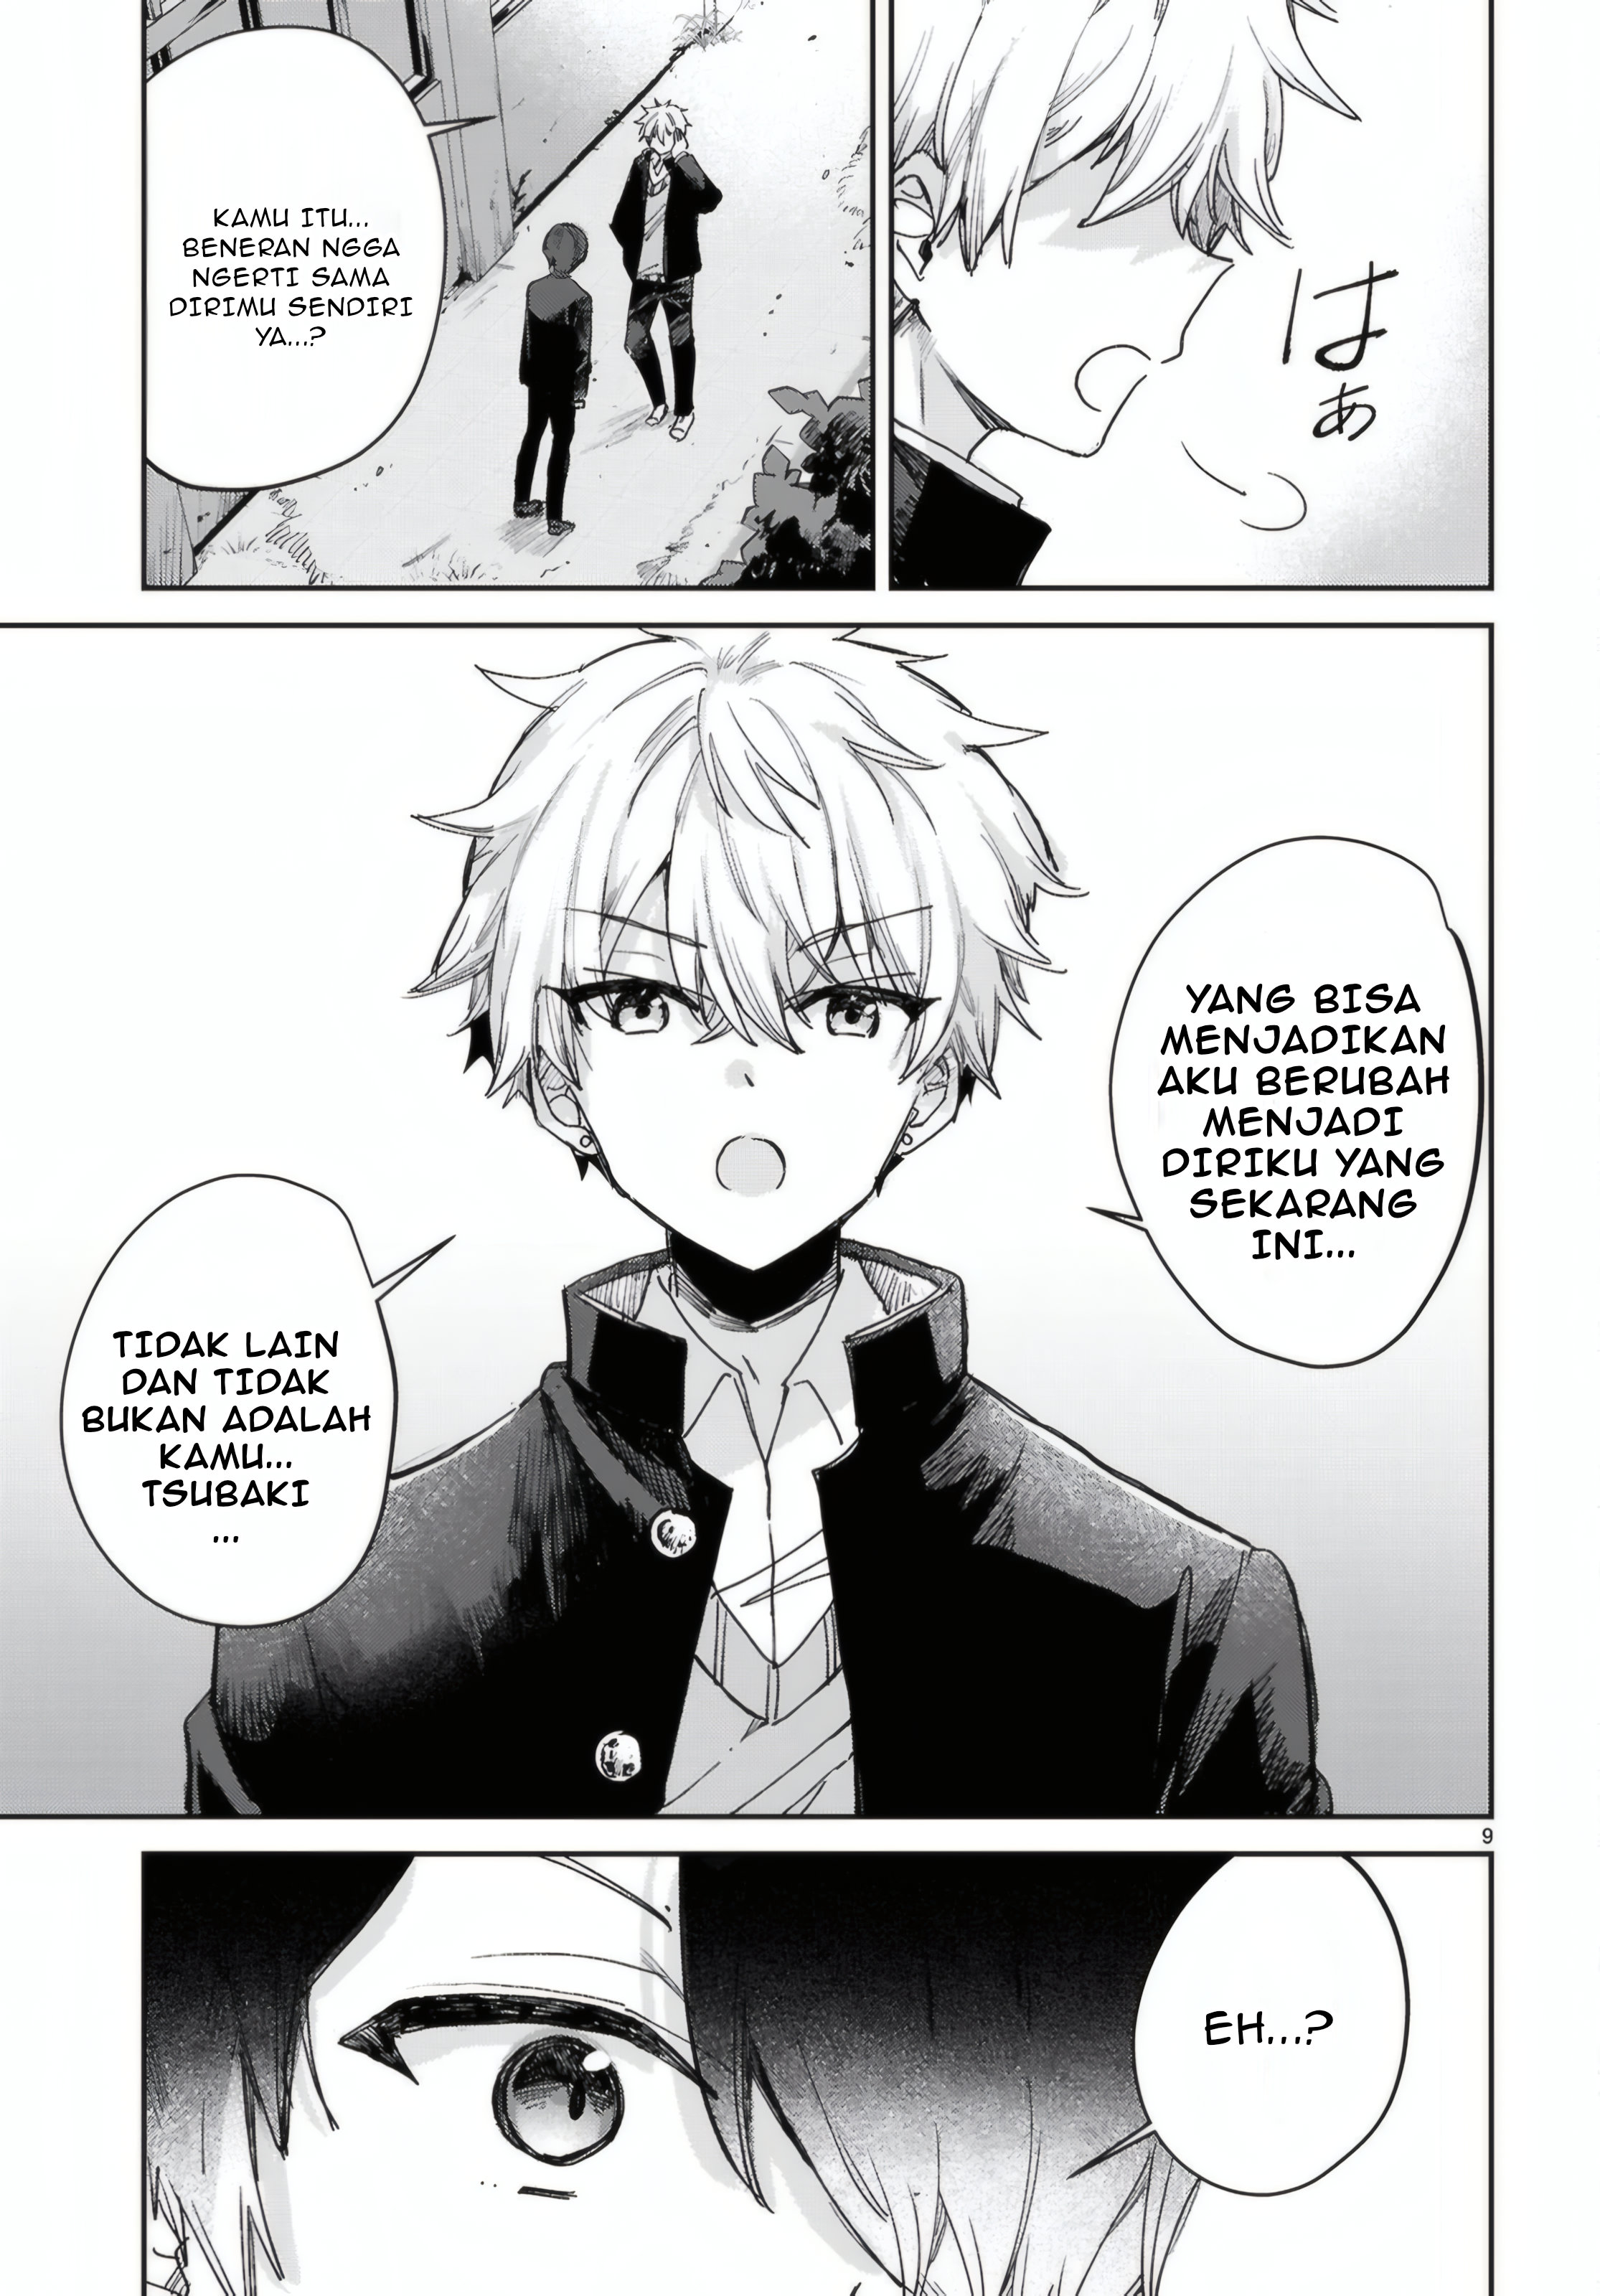 はぁ
KAMU ITU...
BENERAN NGGA
NGERTI SAMA
DIRIMU SENDIRI
YA...?
YANG BISA
MENJADIKAN
AKU BERUBAH
MENJADI
DIRIKU YANG
SEKARANG
INI...
TIDAK LAIN
DAN TIDAK
BUKAN ADALAH
KAMU...
TSUBAKI
...
9
EH...?